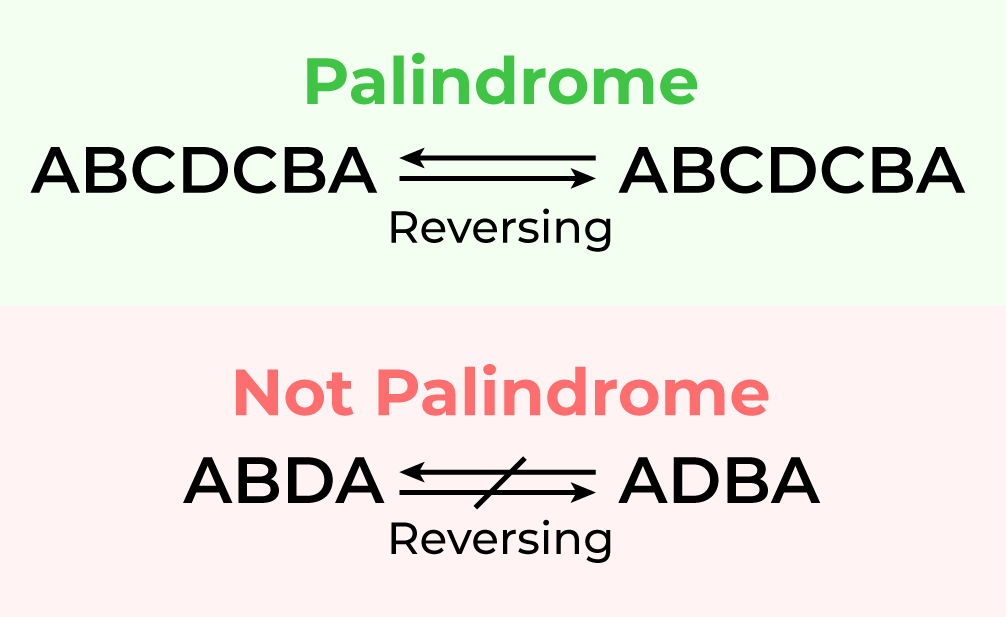 Palindrome
ABCDCBA ABCDCBA
Reversing
Not Palindrome
ABDA ADBA
Reversing